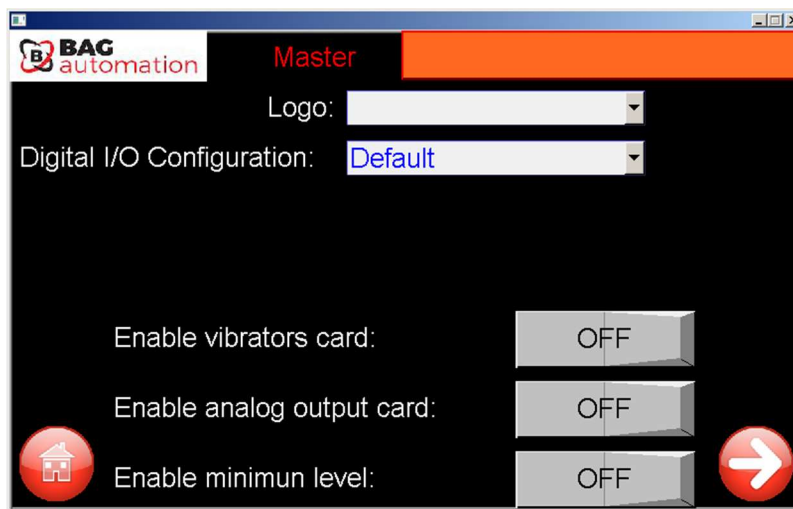 BAG
automation
Master
Logo:
Digital I/O Configuration: Default
Enable vibrators card: OFF
Enable analog output card: OFF
Enable minimun level: OFF